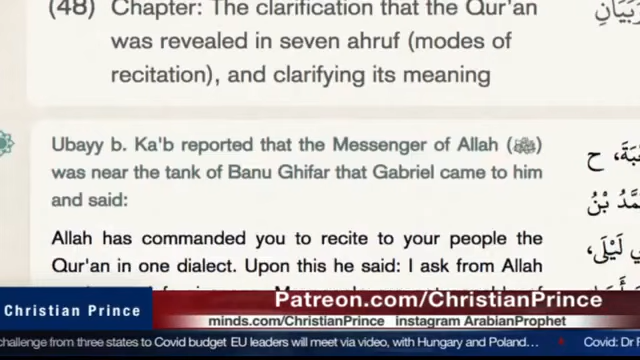 (48) Chapter: The clarification that the Qur'an
was revealed in seven ahruf (modes of
recitation), and clarifying its meaning
Ubayy b. Ka'b reported that the Messenger of Allah (ﷺ)
was near the tank of Banu Ghifar that Gabriel came to him
and said:
Allah has commanded you to recite to your people the
Qur'an in one dialect. Upon this he said: I ask from Allah
Christian Prince
Patreon.com/ChristianPrince
minds.com/ChristianPrince instagram ArabianProphet
challenge from three states to Covid budget EU leaders will meet via video, with Hungary and Poland... Covid: Dr